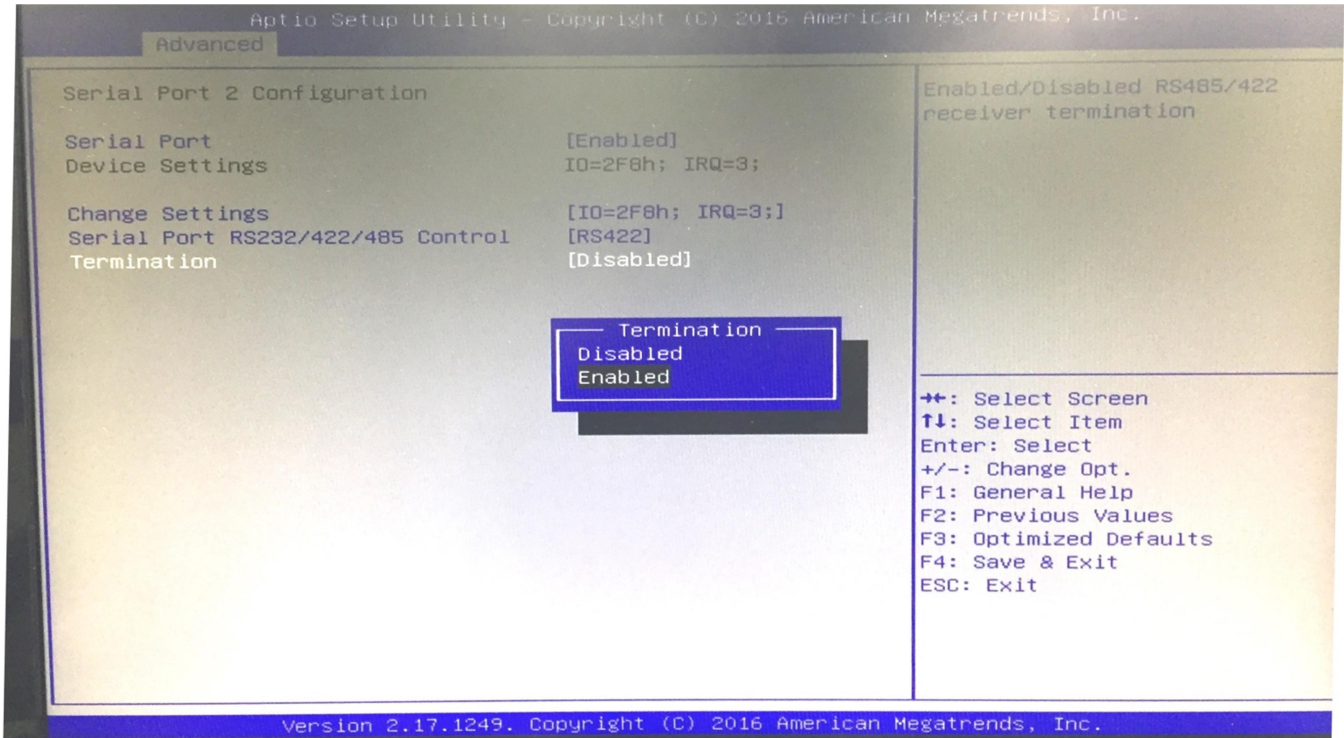 Aptio Setup Utility - Copyright (C) 2016 American Megatrends, Inc.
Advanced
Serial Port 2 Configuration
Serial Port [Enabled]
Device Settings IO=2F8h; IRQ=3;
Change Settings [IO=2F8h; IRQ=3;]
Serial Port RS232/422/485 Control [RS422]
Termination [Disabled]
Termination
Disabled
Enabled
Enabled/Disabled RS485/422
receiver termination
→←: Select Screen
↑↓: Select Item
Enter: Select
+/-: Change Opt.
F1: General Help
F2: Previous Values
F3: Optimized Defaults
F4: Save & Exit
ESC: Exit
Version 2.17.1249. Copyright (C) 2016 American Megatrends, Inc.